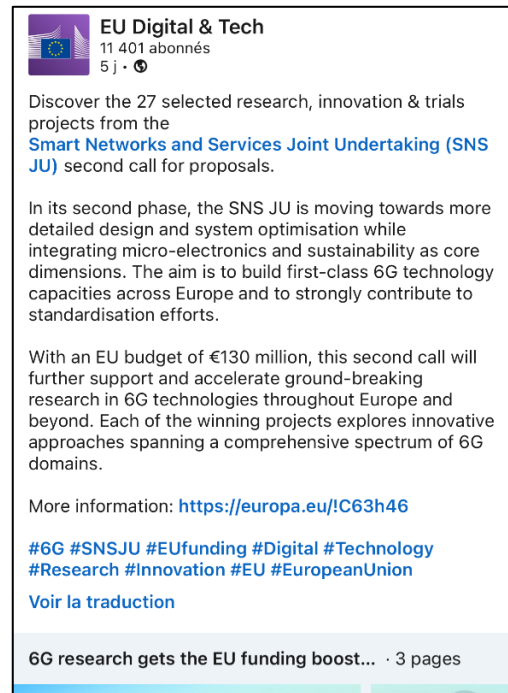 EU Digital & Tech
11 401 abonnés
5 j •
Discover the 27 selected research, innovation & trials
projects from the
Smart Networks and Services Joint Undertaking (SNS
JU) second call for proposals.
In its second phase, the SNS JU is moving towards more
detailed design and system optimisation while
integrating micro-electronics and sustainability as core
dimensions. The aim is to build first-class 6G technology
capacities across Europe and to strongly contribute to
standardisation efforts.
With an EU budget of €130 million, this second call will
further support and accelerate ground-breaking
research in 6G technologies throughout Europe and
beyond. Each of the winning projects explores innovative
approaches spanning a comprehensive spectrum of 6G
domains.
More information: https://europa.eu/!C63h46
#6G #SNSJU #EUfunding #Digital #Technology
#Research #Innovation #EU #EuropeanUnion
Voir la traduction
6G research gets the EU funding boost... · 3 pages